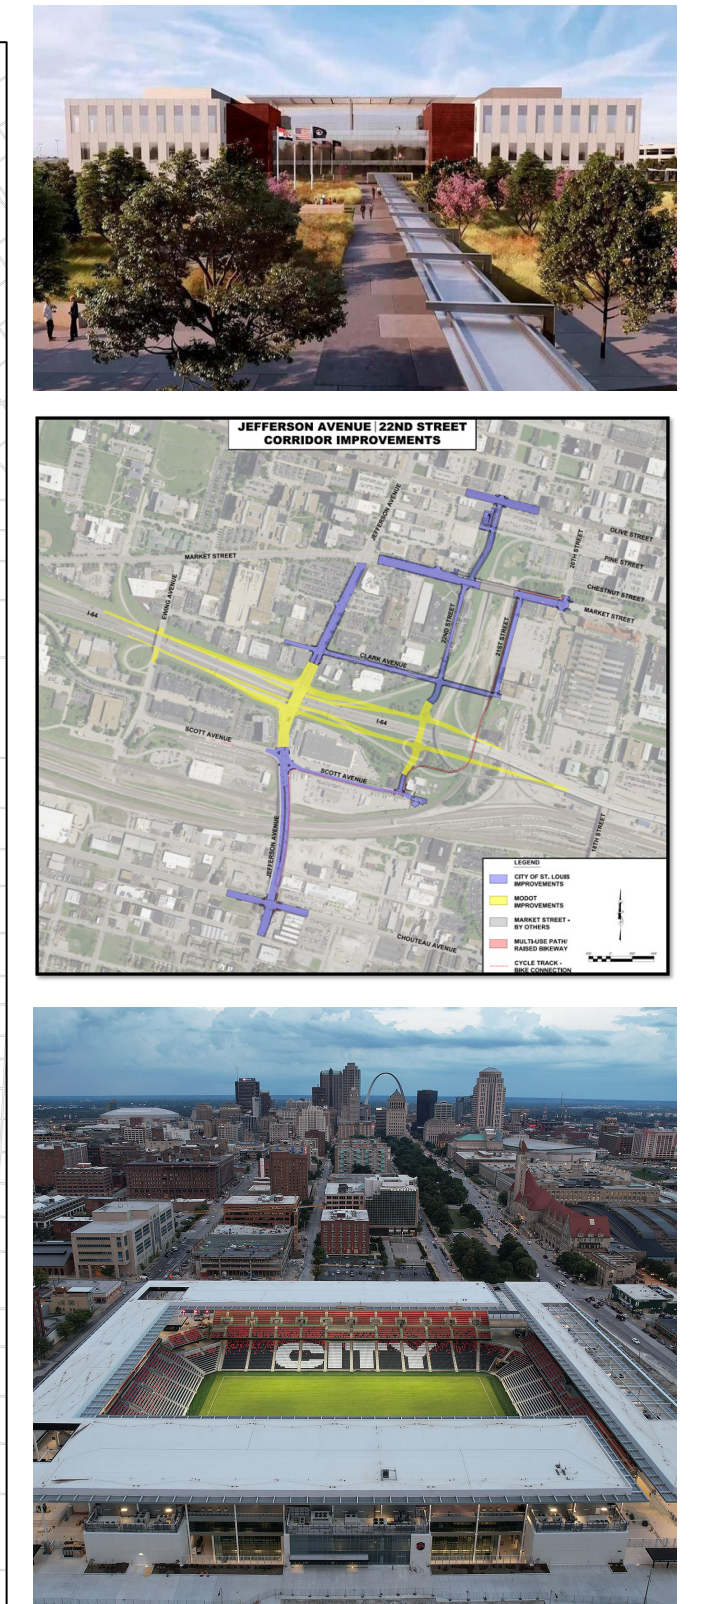 JEFFERSON AVENUE | 22ND STREET
CORRIDOR IMPROVEMENTS
JEFFERSON AVENUE
OLIVE STREET
20TH STREET
PINE STREET
MARKET STREET
CHESTNUT STREET
EWING AVENUE
MARKET STREET
I-64
22ND STREET
21ST STREET
CLARK AVENUE
I-64
SCOTT AVENUE
SCOTT AVENUE
18TH STREET
JEFFERSON AVENUE
CHOUTEAU AVENUE
LEGEND
CITY OF ST. LOUIS
IMPROVEMENTS
MODOT
IMPROVEMENTS
MARKET STREET -
BY OTHERS
MULTI-USE PATH/
RAISED BIKEWAY
CYCLE TRACK -
BIKE CONNECTION
CITY